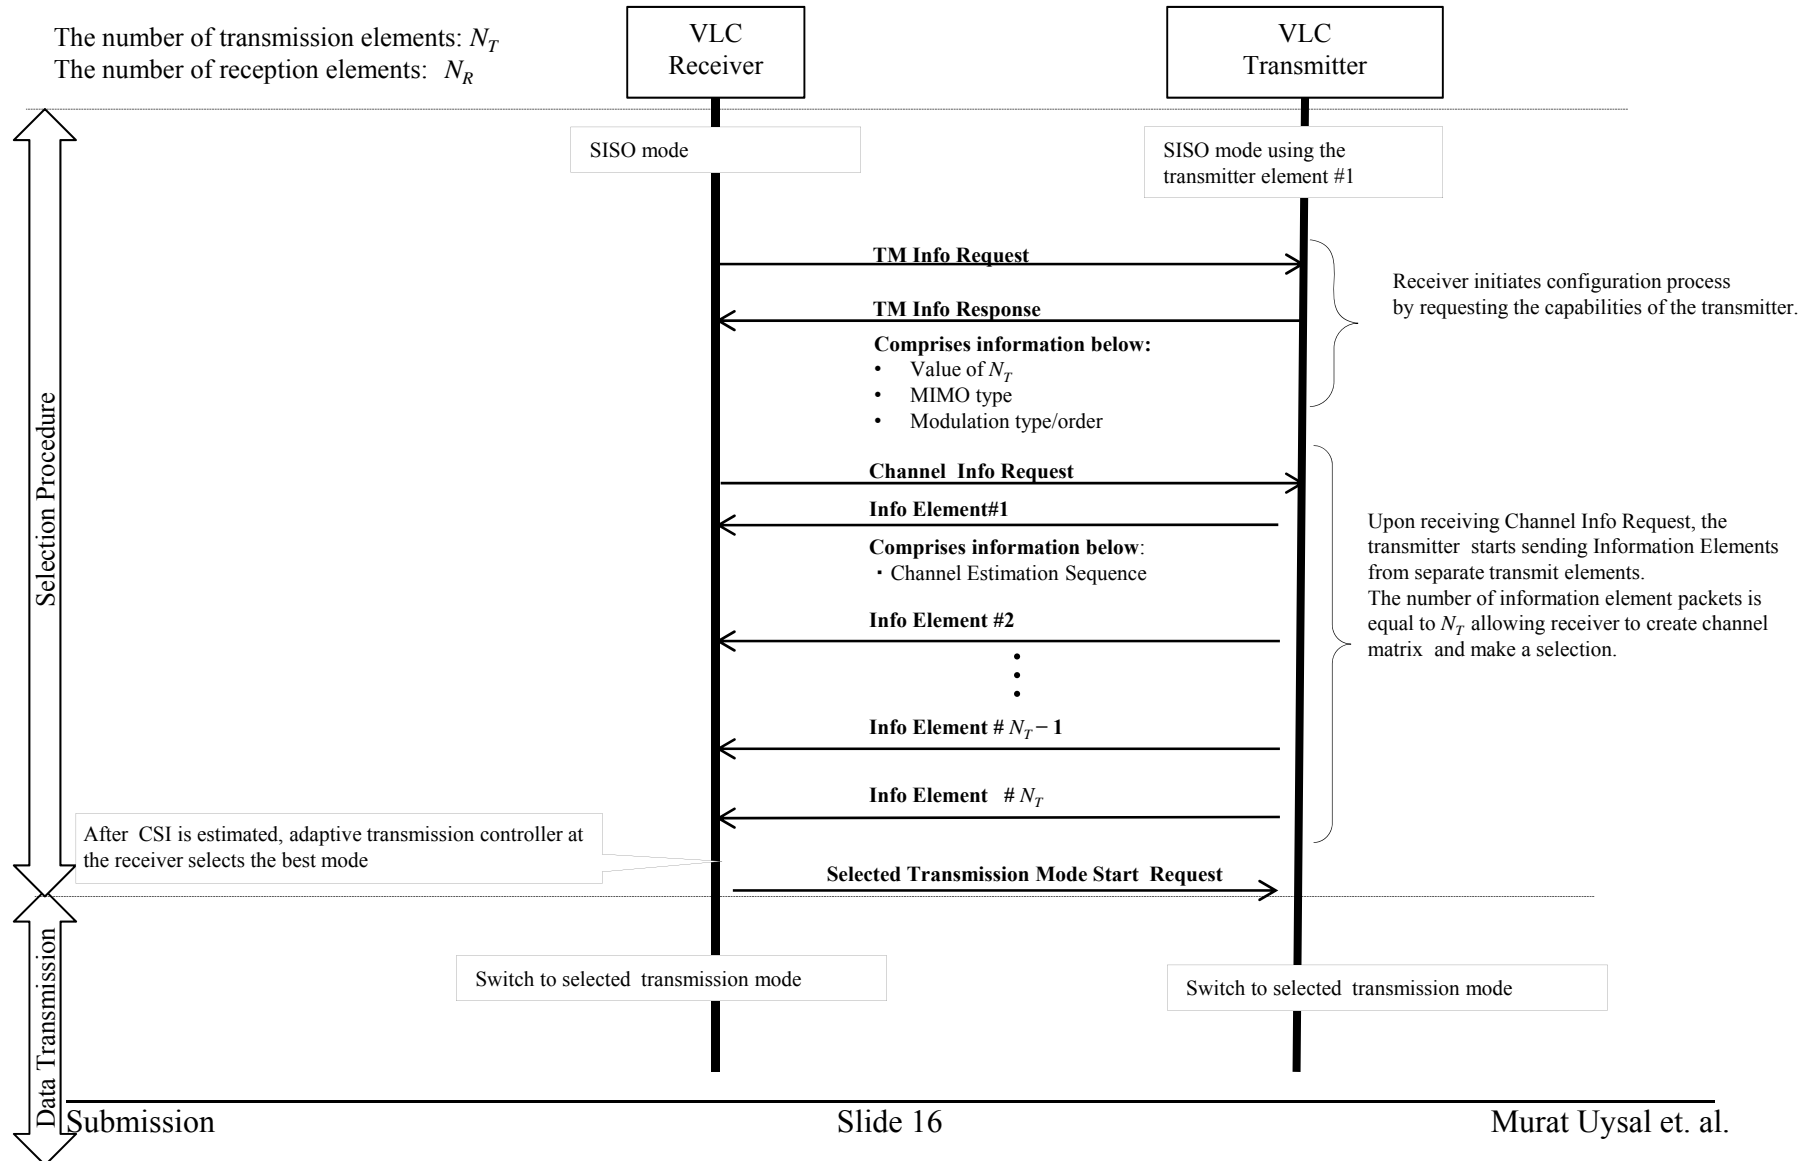 The number of transmission elements: N_T
The number of reception elements: N_R
VLC
Receiver
VLC
Transmitter
SISO mode
SISO mode using the
transmitter element #1
TM Info Request
TM Info Response
Comprises information below:
• Value of N_T
• MIMO type
• Modulation type/order
Receiver initiates configuration process
by requesting the capabilities of the transmitter.
Selection Procedure
Channel Info Request
Info Element#1
Comprises information below:
・Channel Estimation Sequence
Info Element #2
Info Element # N_T − 1
Info Element # N_T
Upon receiving Channel Info Request, the
transmitter starts sending Information Elements
from separate transmit elements.
The number of information element packets is
equal to N_T allowing receiver to create channel
matrix and make a selection.
After CSI is estimated, adaptive transmission controller at
the receiver selects the best mode
Selected Transmission Mode Start Request
Data Transmission
Switch to selected transmission mode
Switch to selected transmission mode
Submission
Slide 16
Murat Uysal et. al.